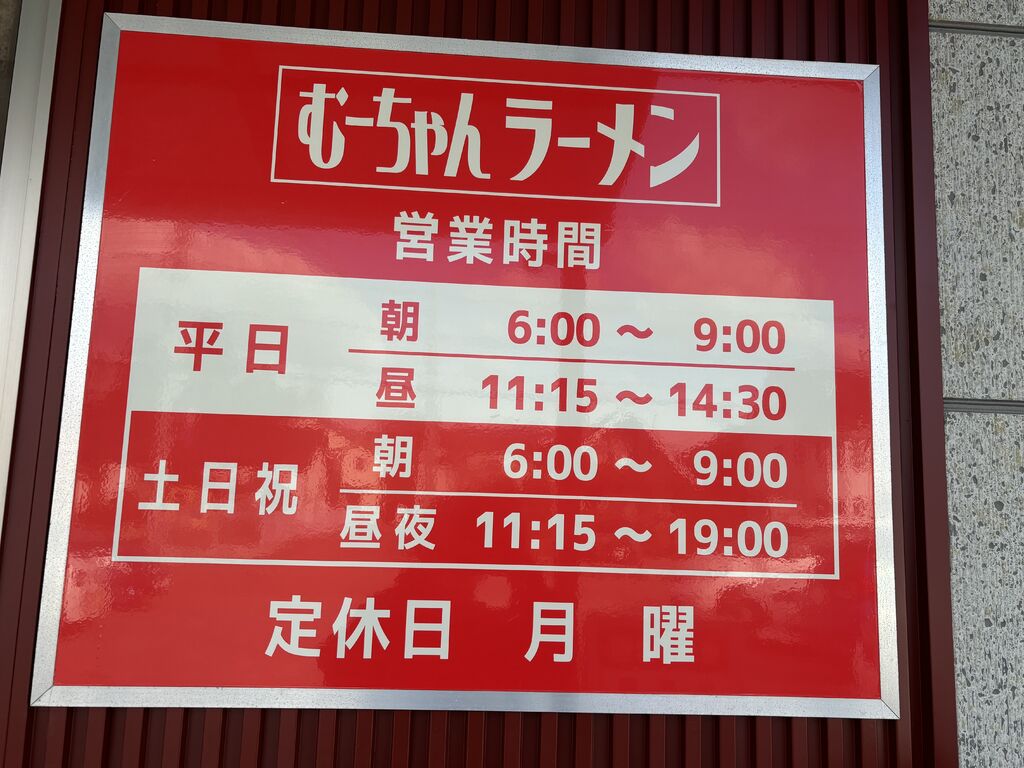 むーちゃんラーメン
営業時間
平日 朝 6:00 ～ 9:00
昼 11:15 ～ 14:30
土日祝 朝 6:00 ～ 9:00
昼夜 11:15 ～ 19:00
定休日 月 曜